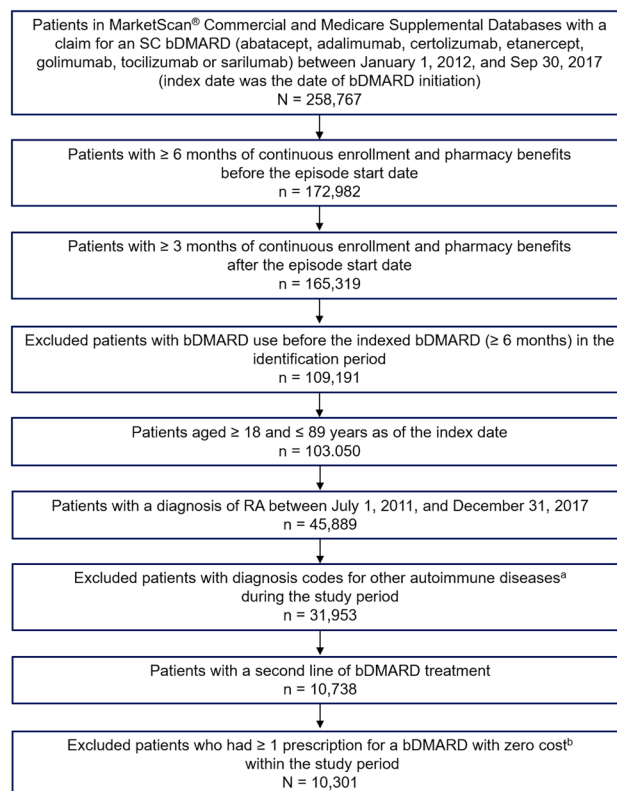 Patients in MarketScan® Commercial and Medicare Supplemental Databases with a
claim for an SC bDMARD (abatacept, adalimumab, certolizumab, etanercept,
golimumab, tocilizumab or sarilumab) between January 1, 2012, and Sep 30, 2017
(index date was the date of bDMARD initiation)
N = 258,767
Patients with ≥ 6 months of continuous enrollment and pharmacy benefits
before the episode start date
n = 172,982
Patients with ≥ 3 months of continuous enrollment and pharmacy benefits
after the episode start date
n = 165,319
Excluded patients with bDMARD use before the indexed bDMARD (≥ 6 months) in the
identification period
n = 109,191
Patients aged ≥ 18 and ≤ 89 years as of the index date
n = 103.050
Patients with a diagnosis of RA between July 1, 2011, and December 31, 2017
n = 45,889
Excluded patients with diagnosis codes for other autoimmune diseasesᵃ
during the study period
n = 31,953
Patients with a second line of bDMARD treatment
n = 10,738
Excluded patients who had ≥ 1 prescription for a bDMARD with zero costᵇ
within the study period
N = 10,301